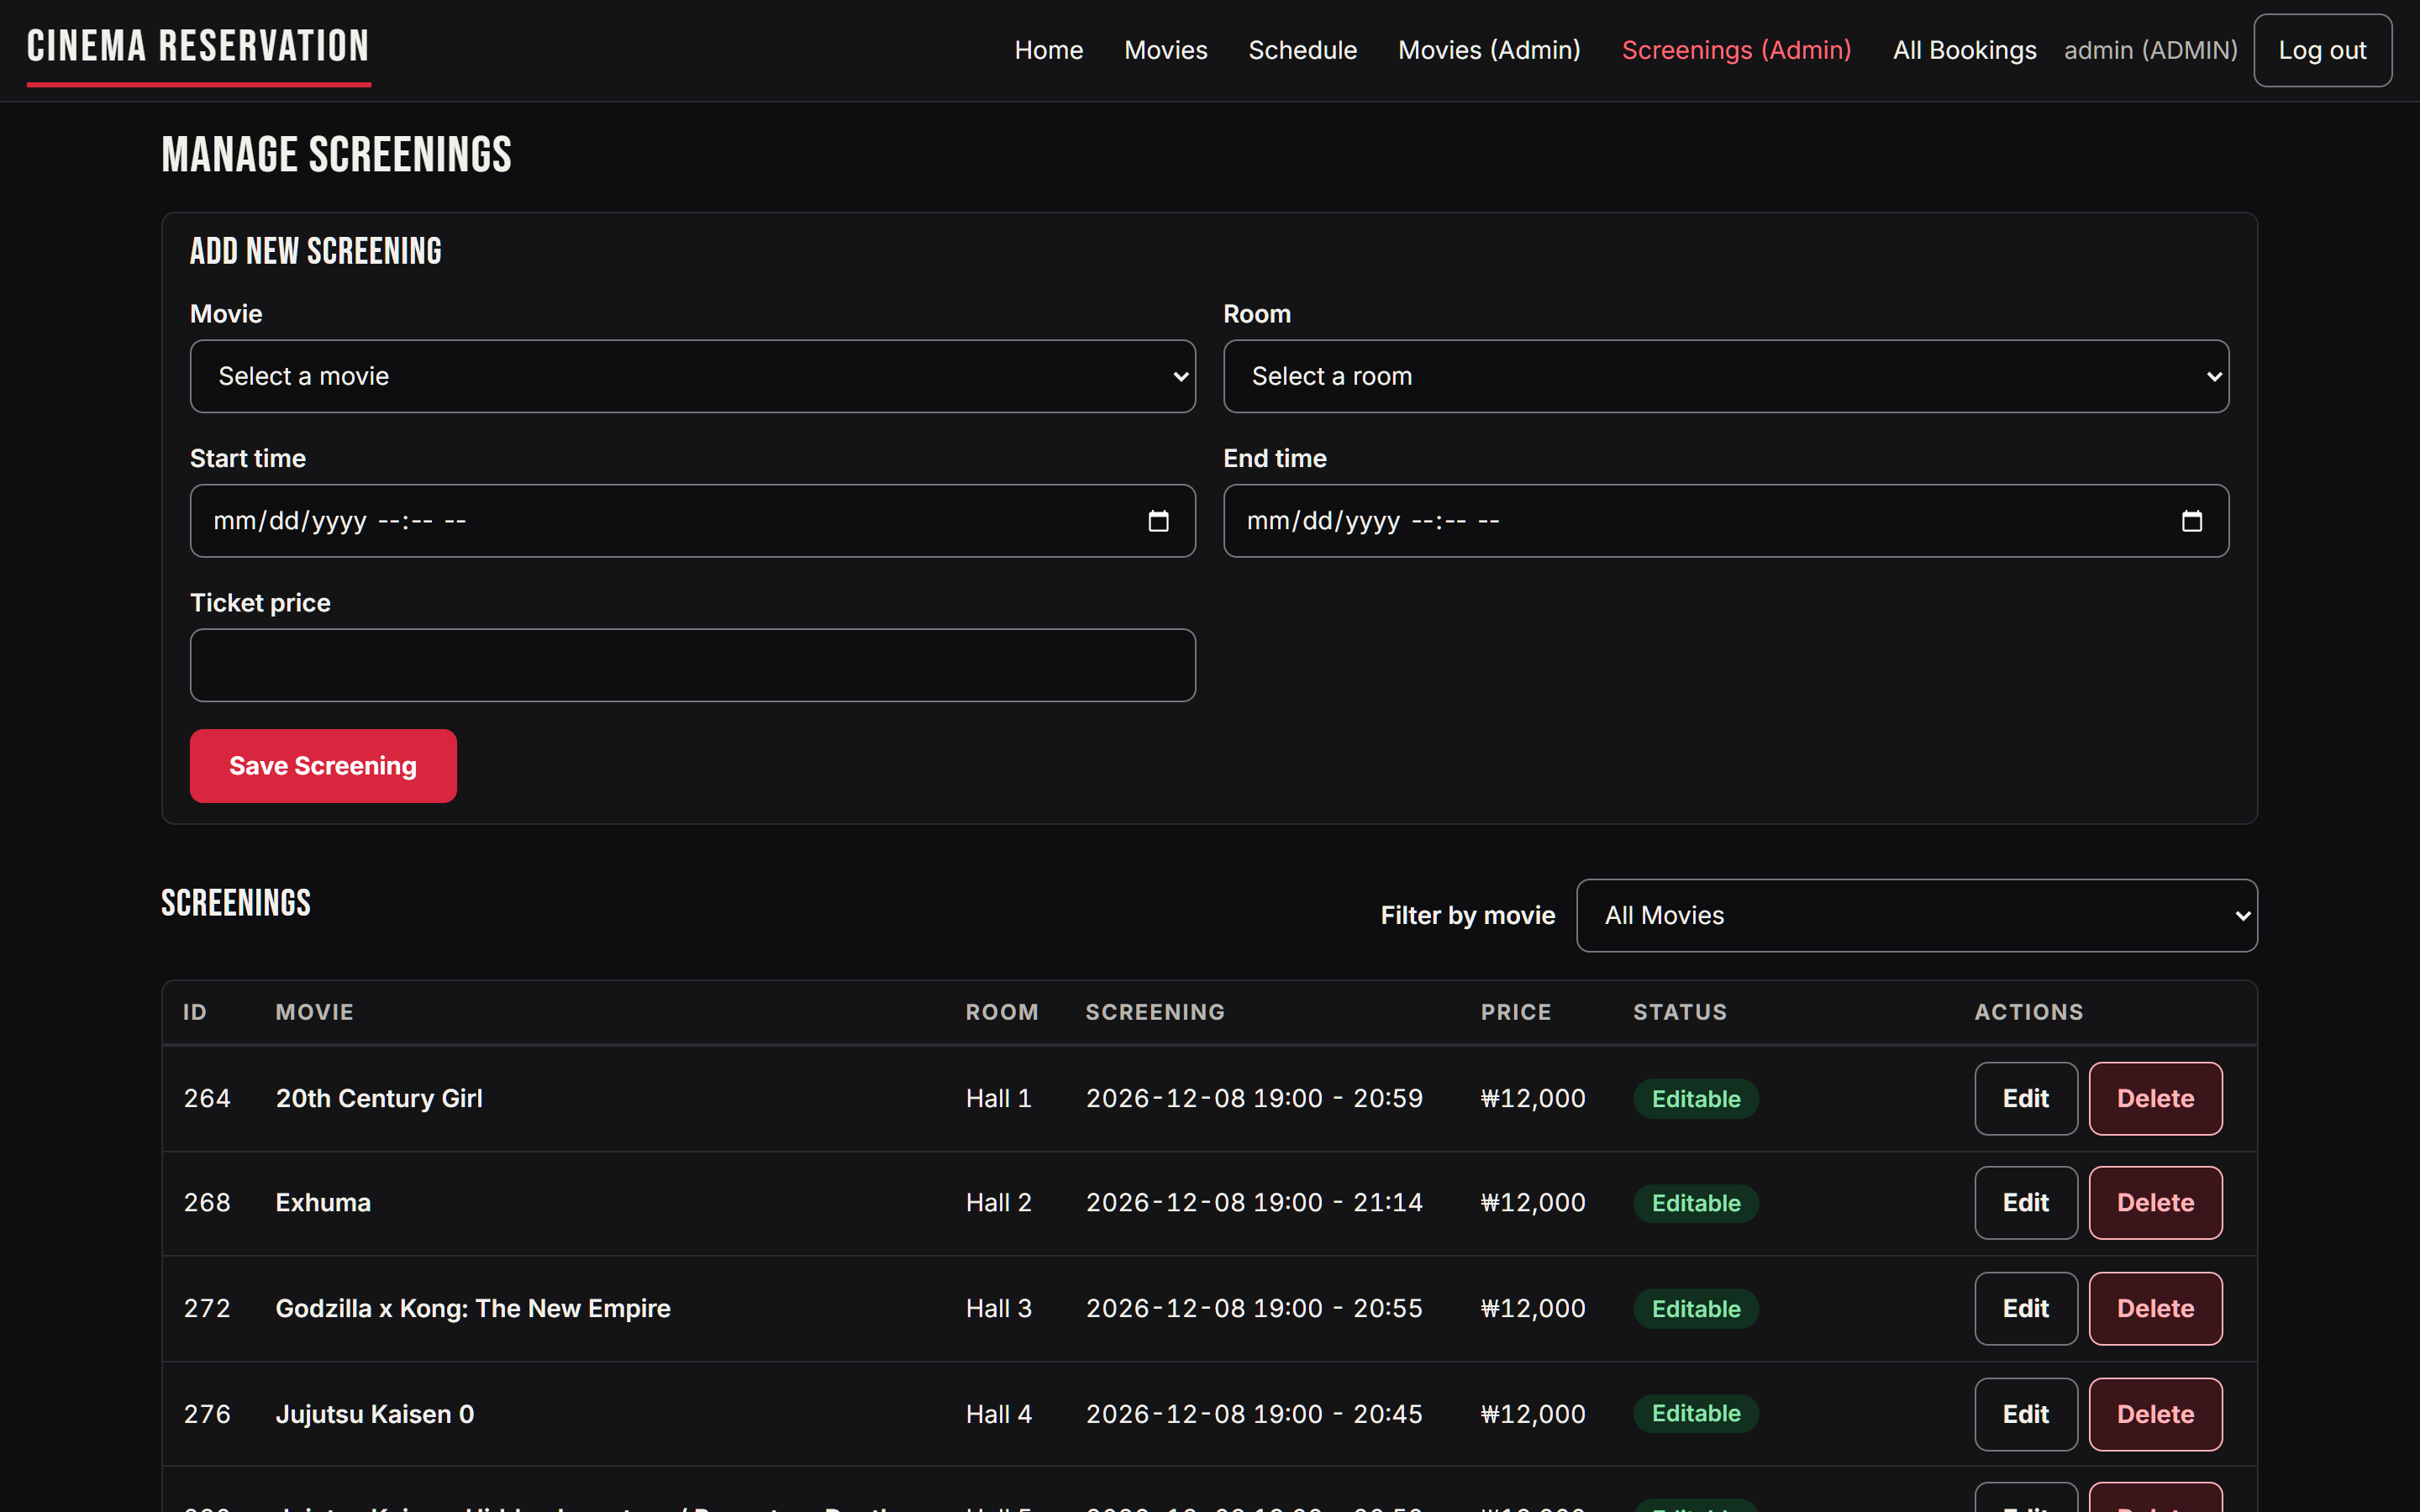 CINEMA RESERVATION
Home Movies Schedule Movies (Admin) Screenings (Admin) All Bookings admin (ADMIN) Log out
MANAGE SCREENINGS
ADD NEW SCREENING
Movie Room
Select a movie Select a room
Start time End time
mm/dd/yyyy --:-- -- mm/dd/yyyy --:-- --
Ticket price
Save Screening
SCREENINGS Filter by movie All Movies
ID MOVIE ROOM SCREENING PRICE STATUS ACTIONS
264 20th Century Girl Hall 1 2026-12-08 19:00 - 20:59 ₩12,000 Editable Edit Delete
268 Exhuma Hall 2 2026-12-08 19:00 - 21:14 ₩12,000 Editable Edit Delete
272 Godzilla x Kong: The New Empire Hall 3 2026-12-08 19:00 - 20:55 ₩12,000 Editable Edit Delete
276 Jujutsu Kaisen 0 Hall 4 2026-12-08 19:00 - 20:45 ₩12,000 Editable Edit Delete